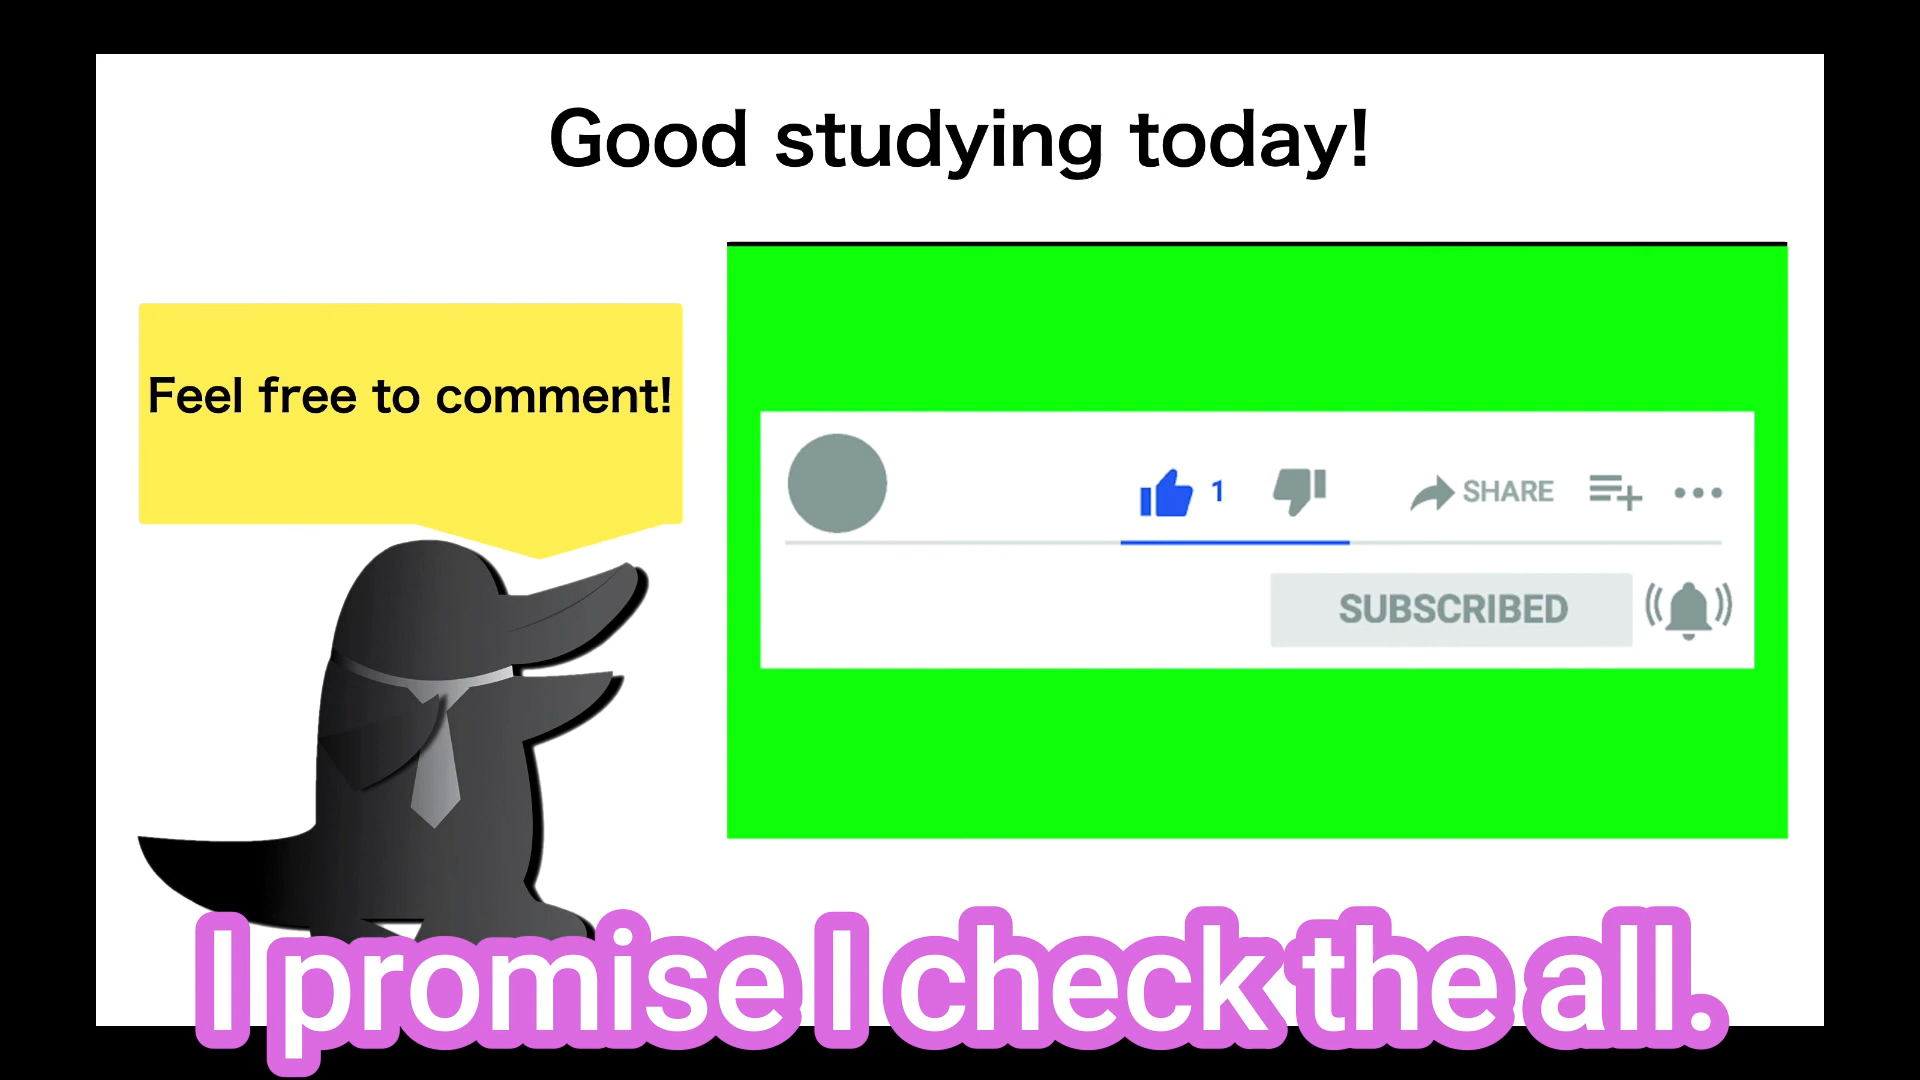 Good studying today!
Feel free to comment!
1
SHARE
SUBSCRIBED
I promise I check the all.